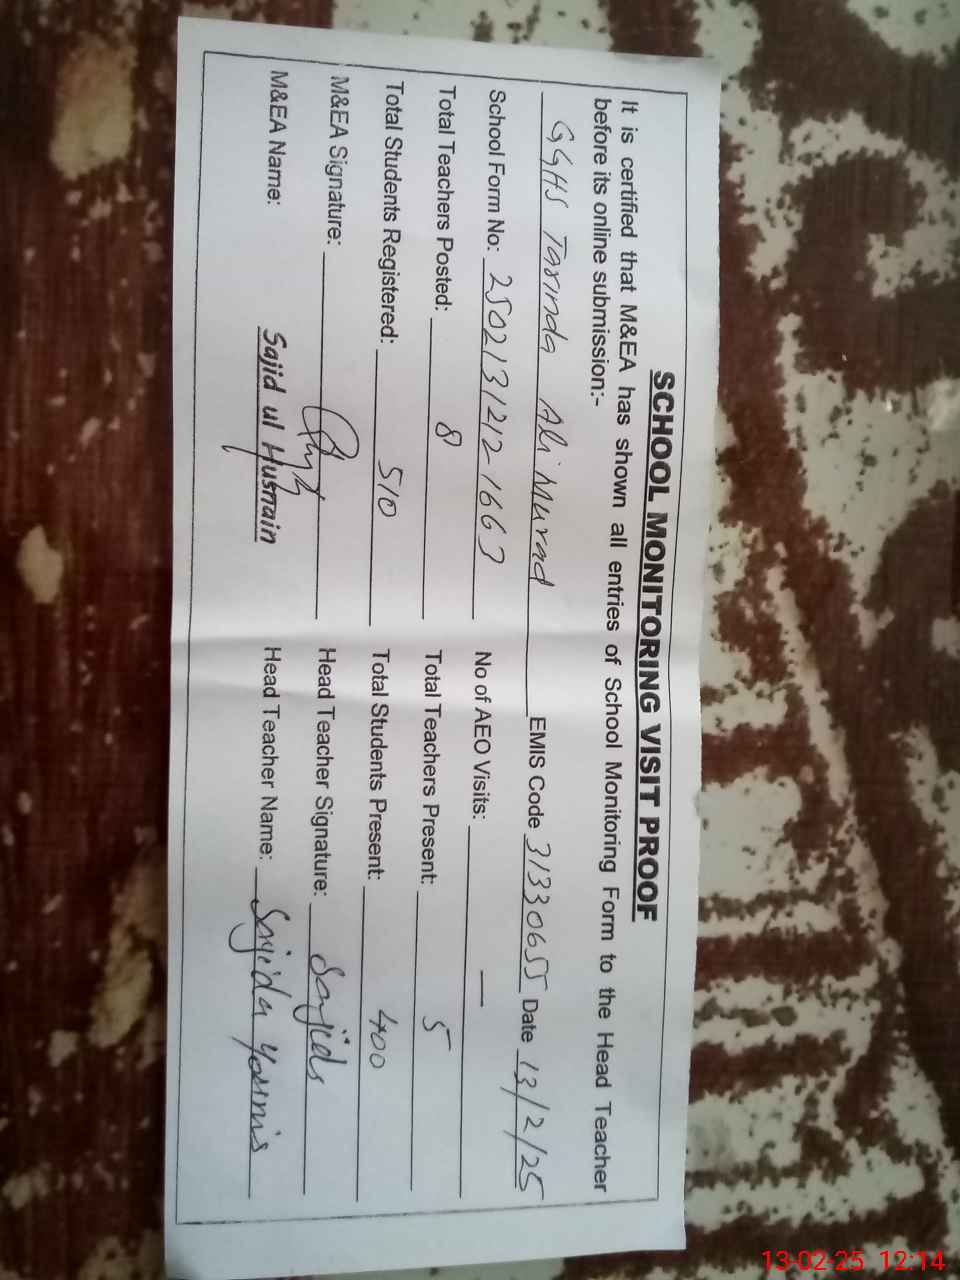 SCHOOL MONITORING VISIT PROOF
It is certified that M&EA has shown all entries of School Monitoring Form to the Head Teacher
before its online submission:-
GGHS Tarinda Ali Murad EMIS Code 31330655 Date 13/2/25
School Form No: 2502131212-1663 No of AEO Visits: —
Total Teachers Posted: 8 Total Teachers Present: 5
Total Students Registered: 510 Total Students Present: 400
M&EA Signature: Head Teacher Signature: Sajida
M&EA Name: Sajid ul Husnain Head Teacher Name: Sajida
13-02-25 12:14